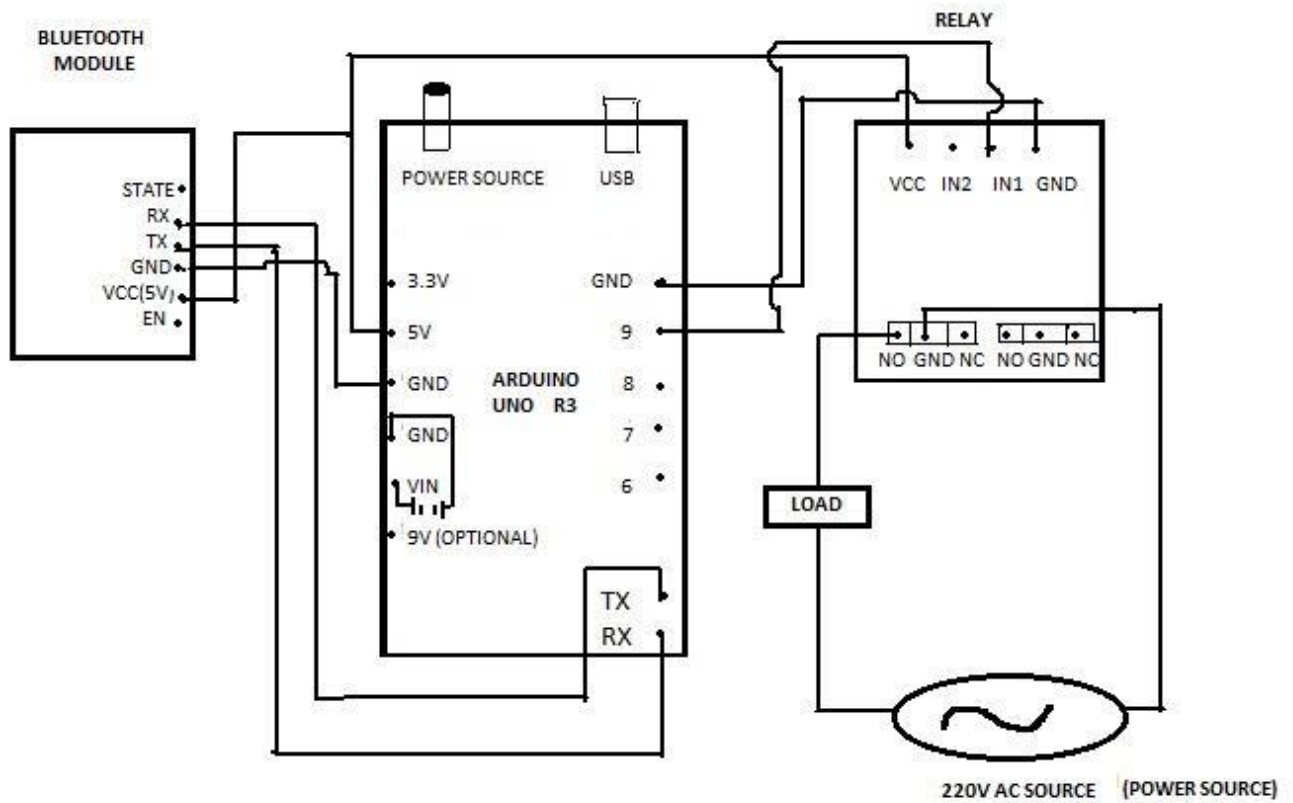 RELAY
BLUETOOTH
MODULE
STATE
RX
TX
GND
VCC(5V)
EN
POWER SOURCE
USB
3.3V
5V
GND
GND
VIN
9V (OPTIONAL)
ARDUINO
UNO R3
GND
9
8
7
6
TX
RX
VCC IN2 IN1 GND
NO GND NC NO GND NC
LOAD
220V AC SOURCE (POWER SOURCE)